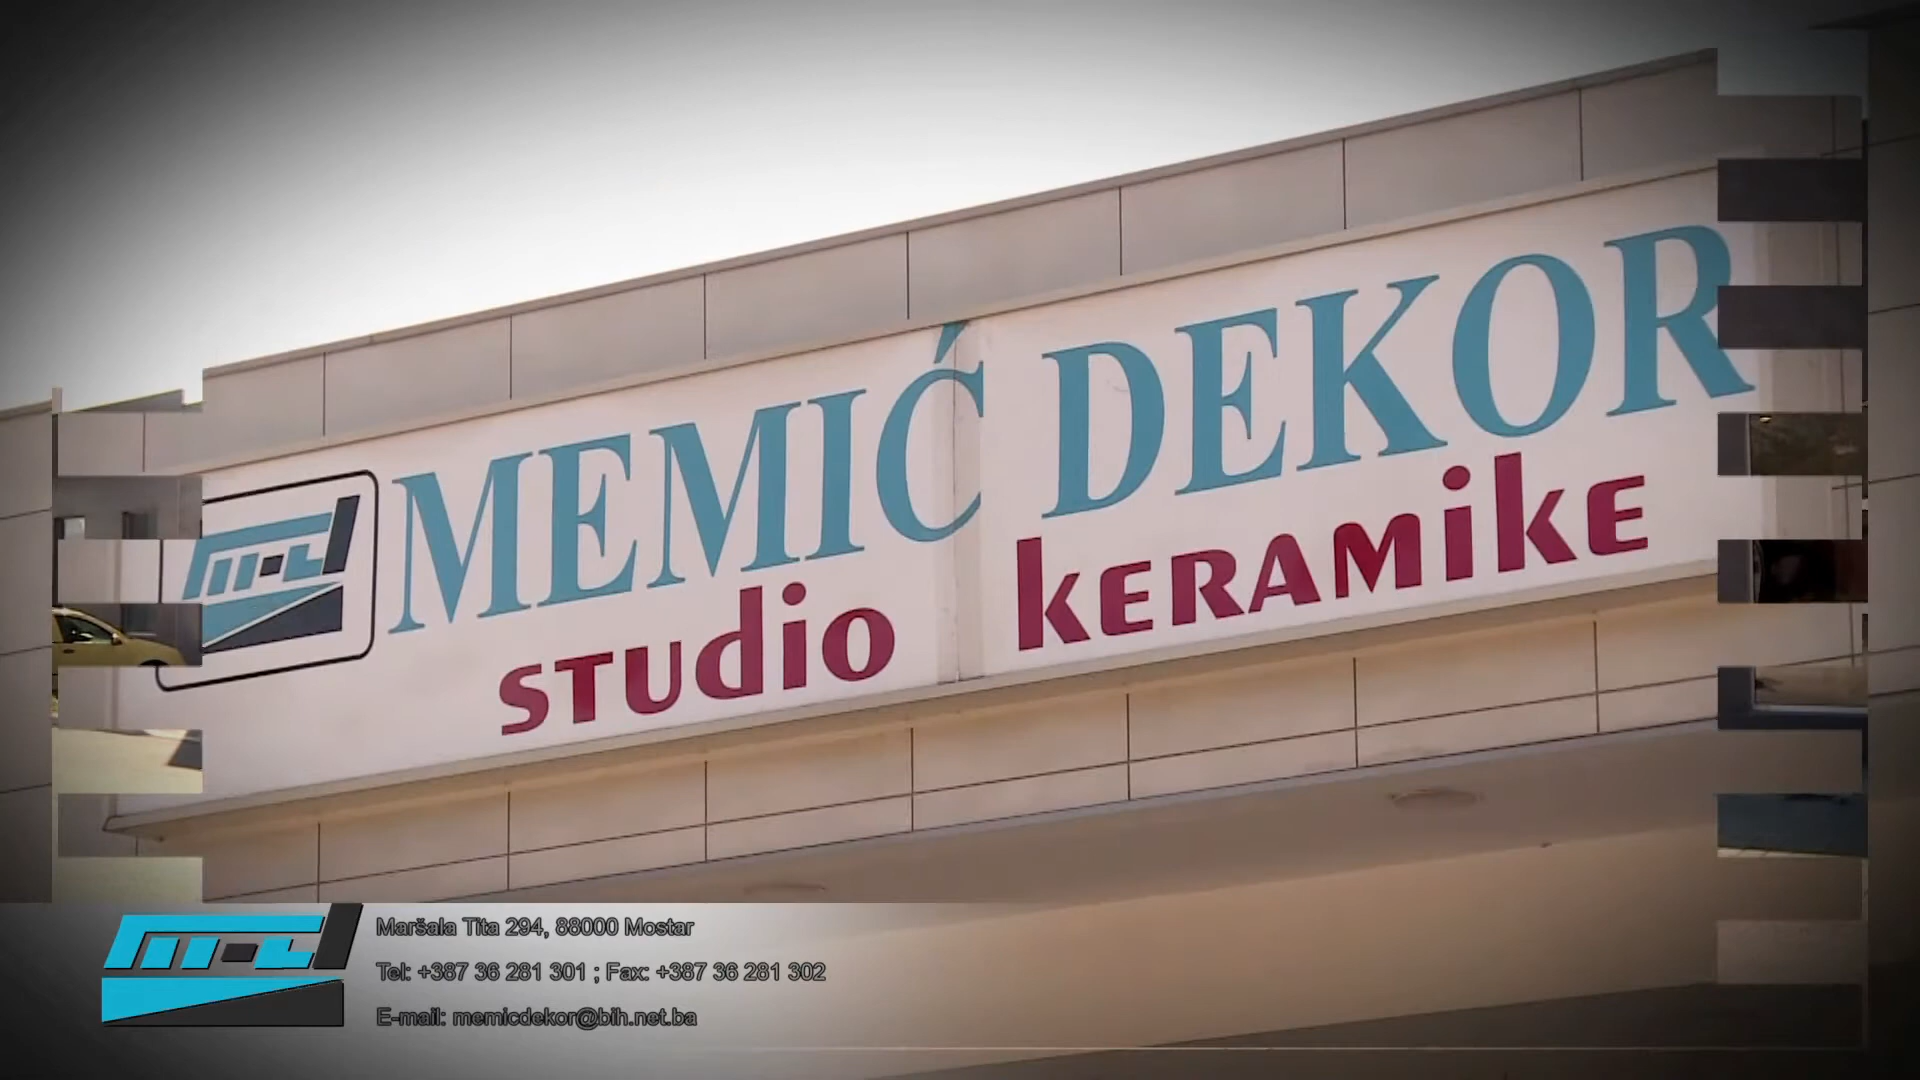 MEMIĆ DEKOR
studio keramike
m-d
Maršala Tita 294, 88000 Mostar
Tel: +387 36 281 301 ; Fax: +387 36 281 302
E-mail: memicdekor@bih.net.ba